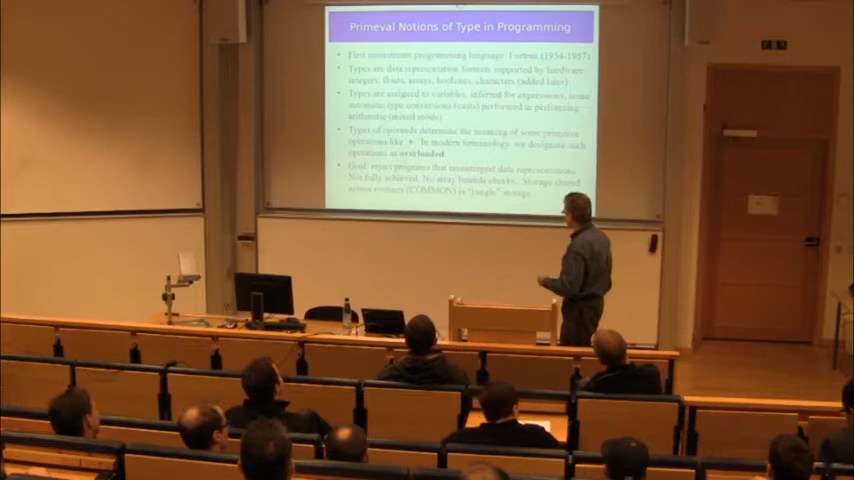 Primeval Notions of Type in Programming
• First mainstream programming language: Fortran (1954-1957)
• Types are data representation formats supported by hardware
integers, floats, arrays, booleans, characters (added later)
• Types are assigned to variables, inferred for expressions, some
automatic type conversions (casts) performed in performing
arithmetic (mixed mode).
• Types of operands determine the meaning of some primitive
operations like + In modern terminology, we designate such
operations as overloaded
• Goal: reject programs that misinterpret data representations.
Not fully achieved. No array bounds checks. Storage shared
across routines (COMMON) is "jungle" storage.